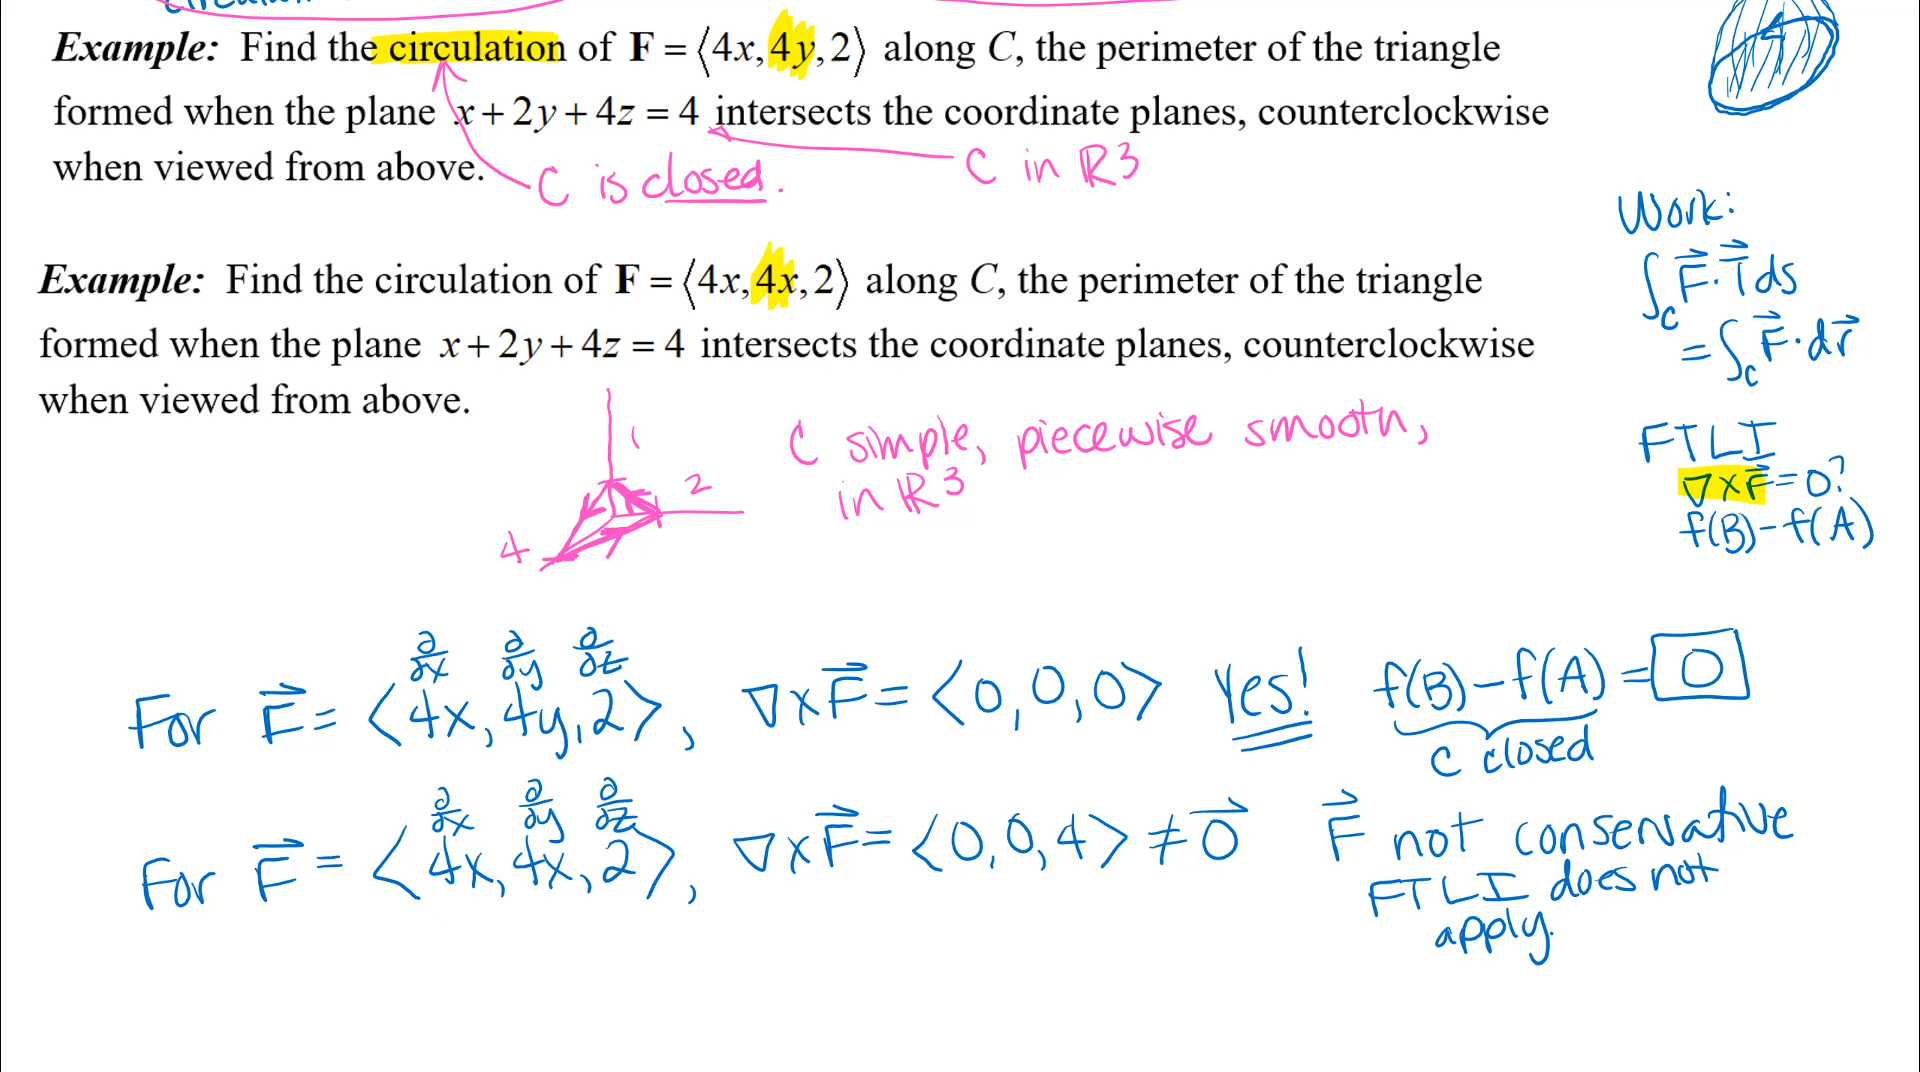 Example: Find the circulation of F = ⟨4x, 4y, 2⟩ along C, the perimeter of the triangle
formed when the plane x + 2y + 4z = 4 intersects the coordinate planes, counterclockwise
when viewed from above.
C is closed.
C in ℝ3
Work:
∫_C F⃗·T⃗ ds
= ∫_C F⃗·dr⃗
Example: Find the circulation of F = ⟨4x, 4x, 2⟩ along C, the perimeter of the triangle
formed when the plane x + 2y + 4z = 4 intersects the coordinate planes, counterclockwise
when viewed from above.
1
2
4
C simple, piecewise smooth,
in ℝ3
FTLI
∇×F⃗ = 0?
f(B)-f(A)
∂/∂x ∂/∂y ∂/∂z
For F⃗ = <4x, 4y, 2>, ∇×F⃗ = <0, 0, 0> Yes! f(B)-f(A) = 0
C closed
∂/∂x ∂/∂y ∂/∂z
For F⃗ = <4x, 4x, 2>, ∇×F⃗ = <0, 0, 4> ≠ 0⃗ F⃗ not conservative
FTLI does not
apply.